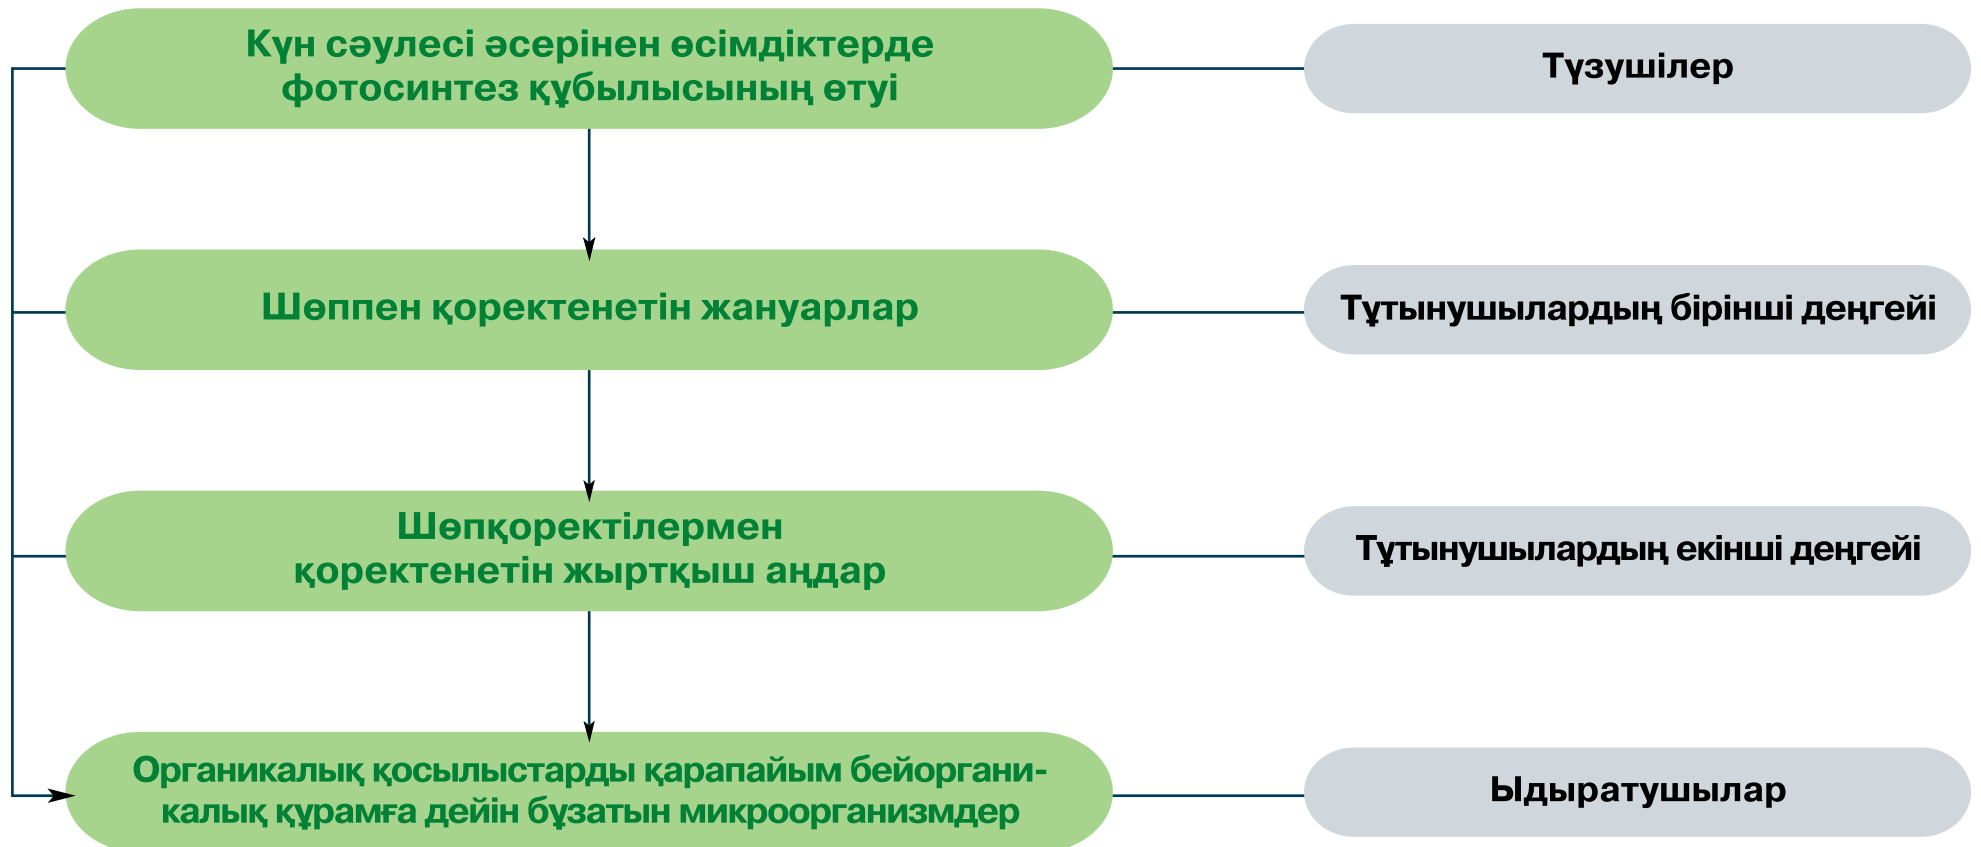 Күн сәулесі әсерінен өсімдіктерде
фотосинтез құбылысының өтуі
Түзушілер
Шөппен қоректенетін жануарлар
Тұтынушылардың бірінші деңгейі
Шөпқоректілермен
қоректенетін жыртқыш аңдар
Тұтынушылардың екінші деңгейі
Органикалық қосылыстарды қарапайым бейоргани-
калық құрамға дейін бұзатын микроорганизмдер
Ыдыратушылар